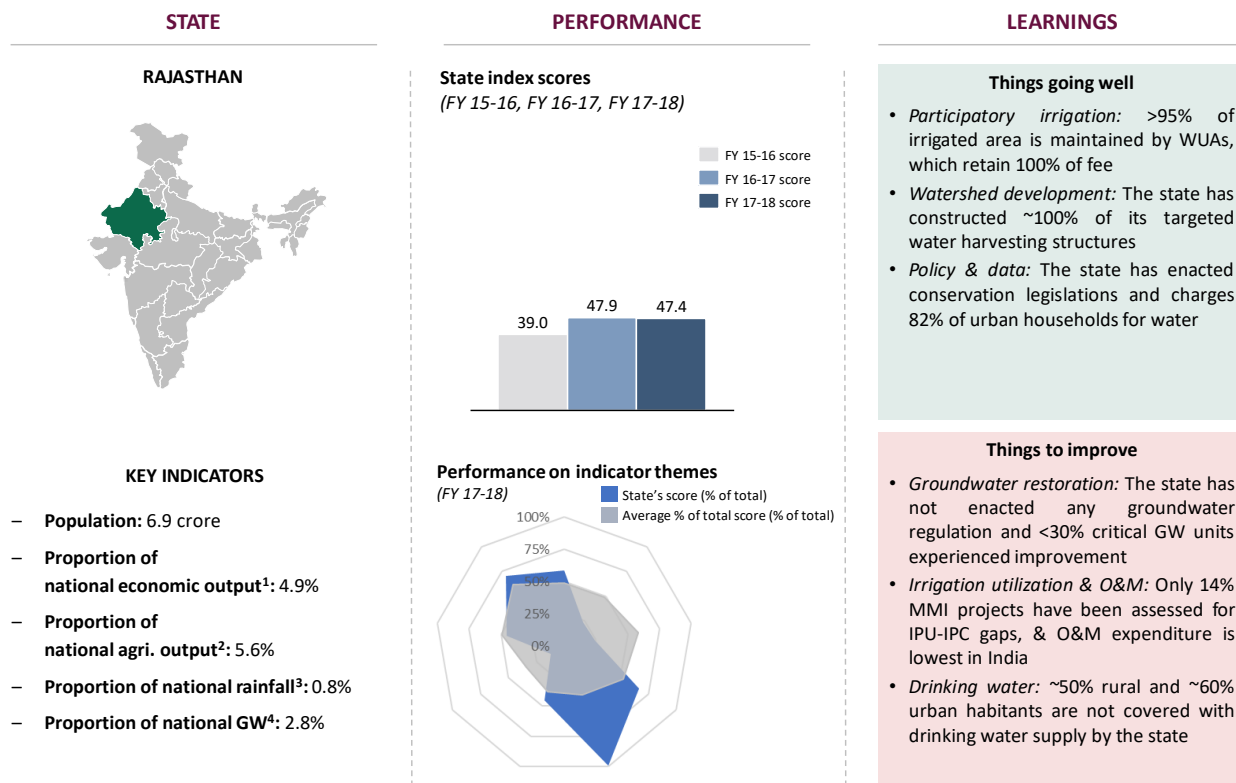 STATE
RAJASTHAN
KEY INDICATORS
– Population: 6.9 crore
– Proportion of
national economic output¹: 4.9%
– Proportion of
national agri. output²: 5.6%
– Proportion of national rainfall³: 0.8%
– Proportion of national GW⁴: 2.8%
PERFORMANCE
State index scores
(FY 15-16, FY 16-17, FY 17-18)
FY 15-16 score
FY 16-17 score
FY 17-18 score
39.0
47.9
47.4
Performance on indicator themes
(FY 17-18)
State's score (% of total)
Average % of total score (% of total)
100%
75%
50%
25%
0%
LEARNINGS
Things going well
• Participatory irrigation: >95% of
irrigated area is maintained by WUAs,
which retain 100% of fee
• Watershed development: The state has
constructed ~100% of its targeted
water harvesting structures
• Policy & data: The state has enacted
conservation legislations and charges
82% of urban households for water
Things to improve
• Groundwater restoration: The state has
not enacted any groundwater
regulation and <30% critical GW units
experienced improvement
• Irrigation utilization & O&M: Only 14%
MMI projects have been assessed for
IPU-IPC gaps, & O&M expenditure is
lowest in India
• Drinking water: ~50% rural and ~60%
urban habitants are not covered with
drinking water supply by the state